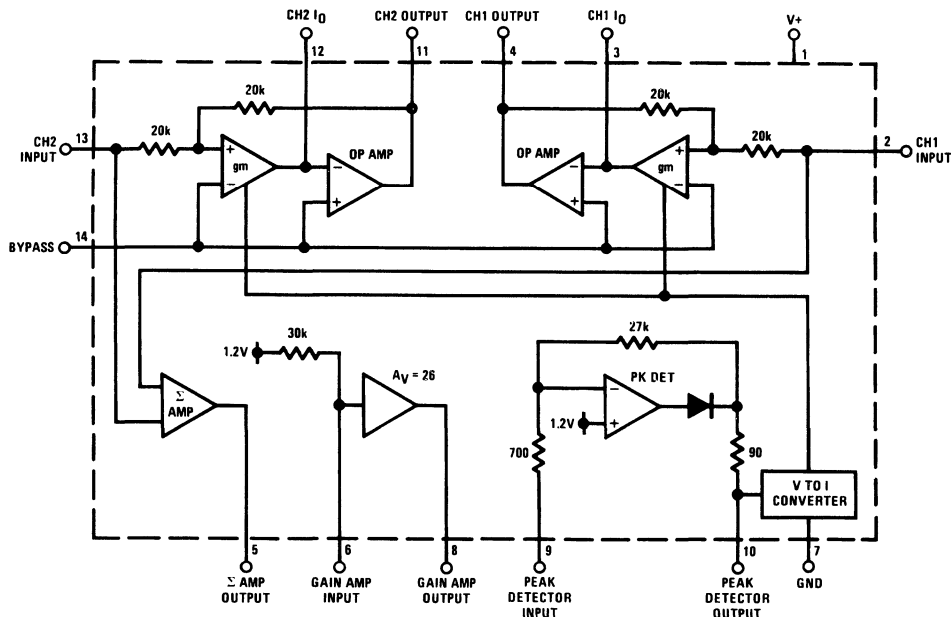 CH2 IO
CH2 OUTPUT
CH1 OUTPUT
CH1 IO
V+
12
11
4
3
1
20k
20k
CH2
INPUT
13
20k
20k
2
CH1
INPUT
+
gm
−
OP AMP
−
+
OP AMP
−
+
+
gm
−
BYPASS
14
1.2V
30k
AV = 26
27k
PK DET
−
1.2V
+
Σ
AMP
700
90
V TO I
CONVERTER
5
6
8
9
10
7
Σ AMP
OUTPUT
GAIN AMP
INPUT
GAIN AMP
OUTPUT
PEAK
DETECTOR
INPUT
PEAK
DETECTOR
OUTPUT
GND